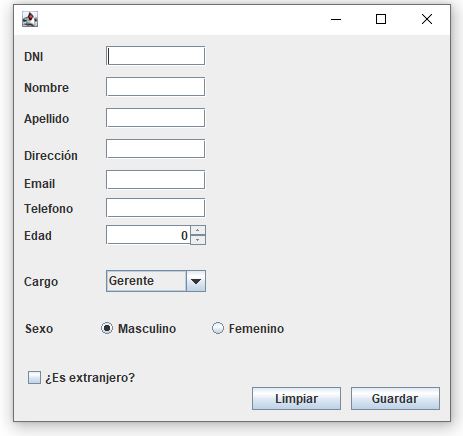 DNI
Nombre
Apellido
Dirección
Email
Telefono
Edad 0
Cargo Gerente
Sexo Masculino Femenino
¿Es extranjero?
Limpiar Guardar